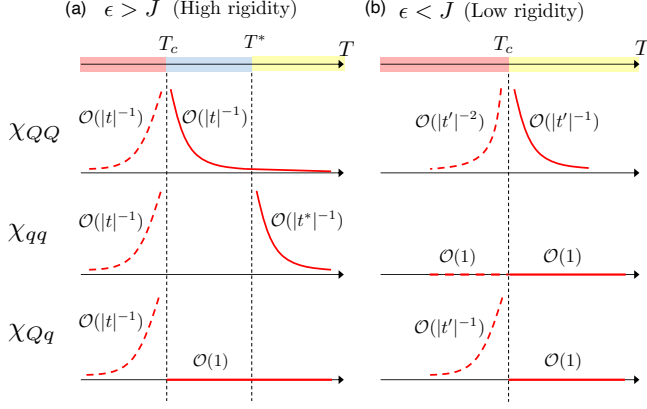 (a) ϵ > J (High rigidity)
(b) ϵ < J (Low rigidity)
T_c T* T
T_c T
χ_QQ
O(|t|^{-1}) O(|t|^{-1})
O(|t'|^{-2}) O(|t'|^{-1})
χ_qq
O(|t|^{-1}) O(|t*|^{-1})
O(1) O(1)
χ_Qq
O(|t|^{-1}) O(1)
O(|t'|^{-1}) O(1)